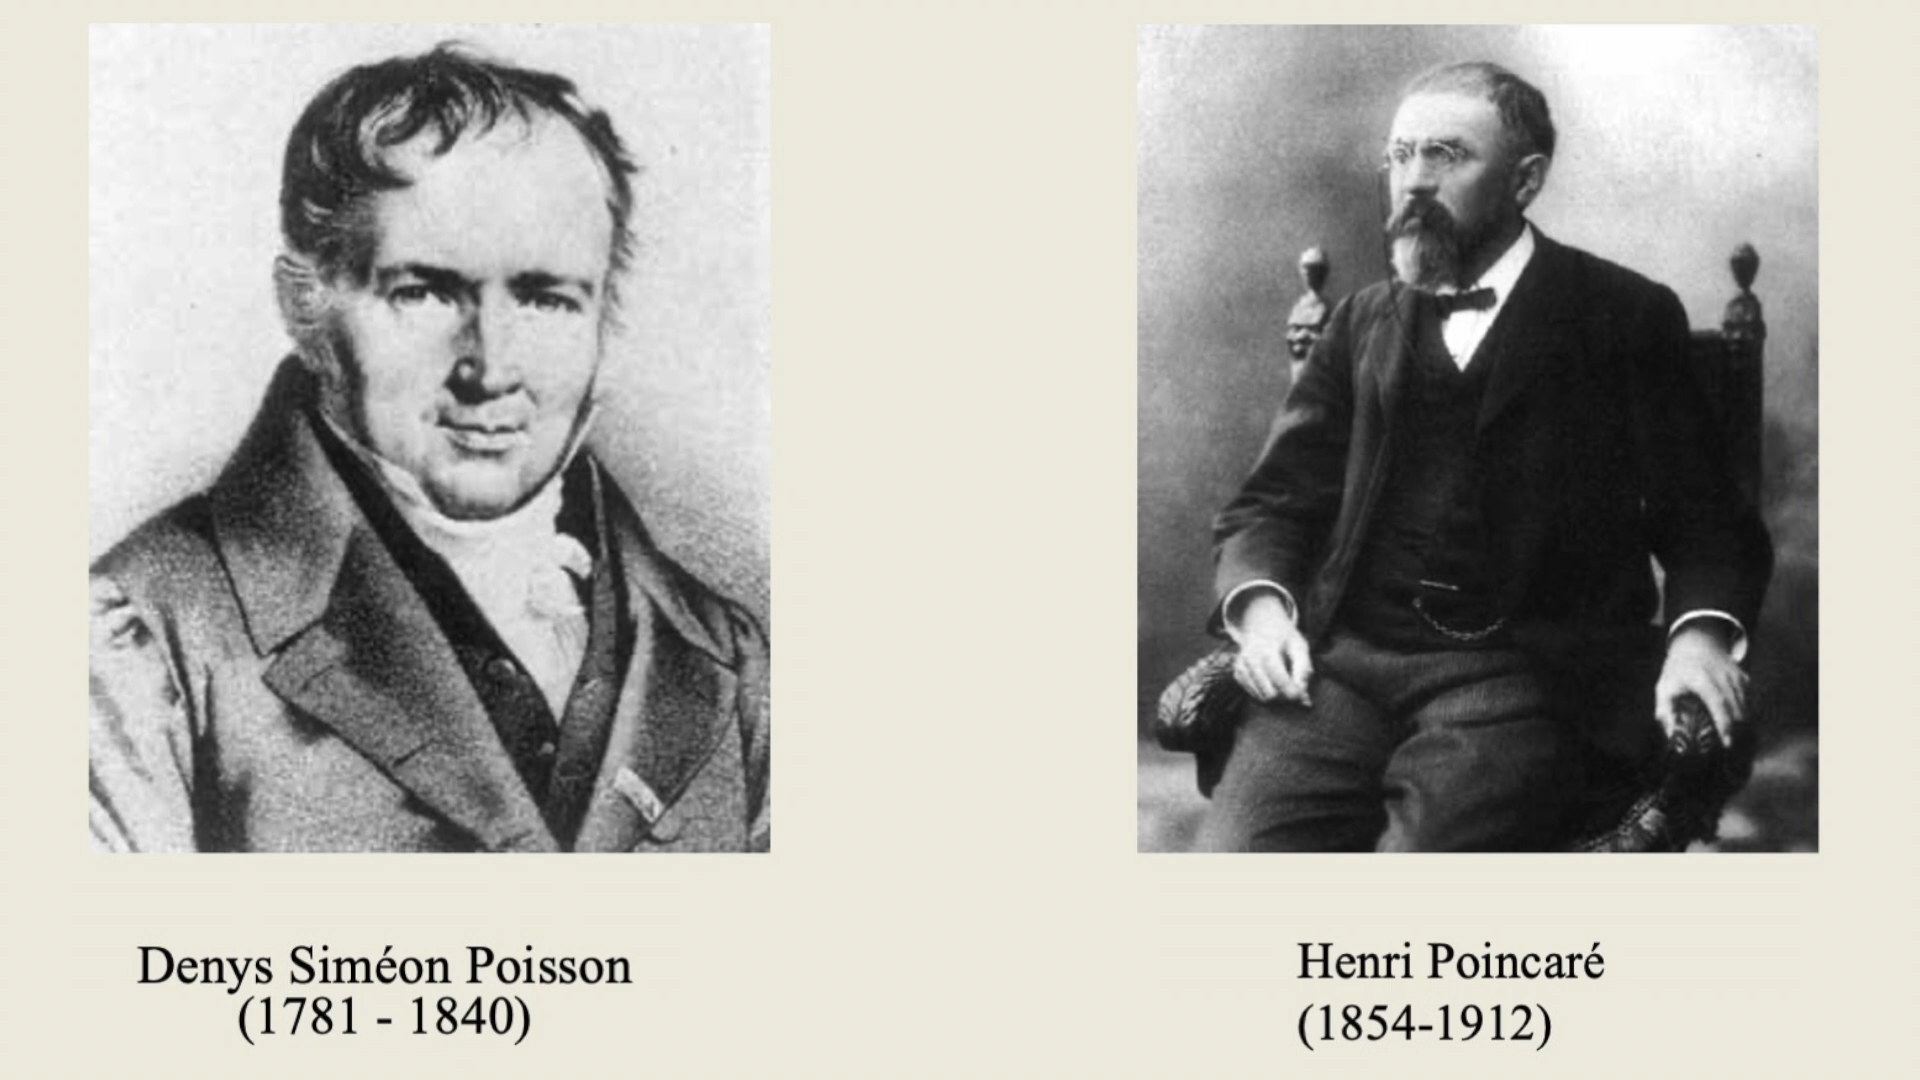 Denys Siméon Poisson
(1781 - 1840)
Henri Poincaré
(1854-1912)